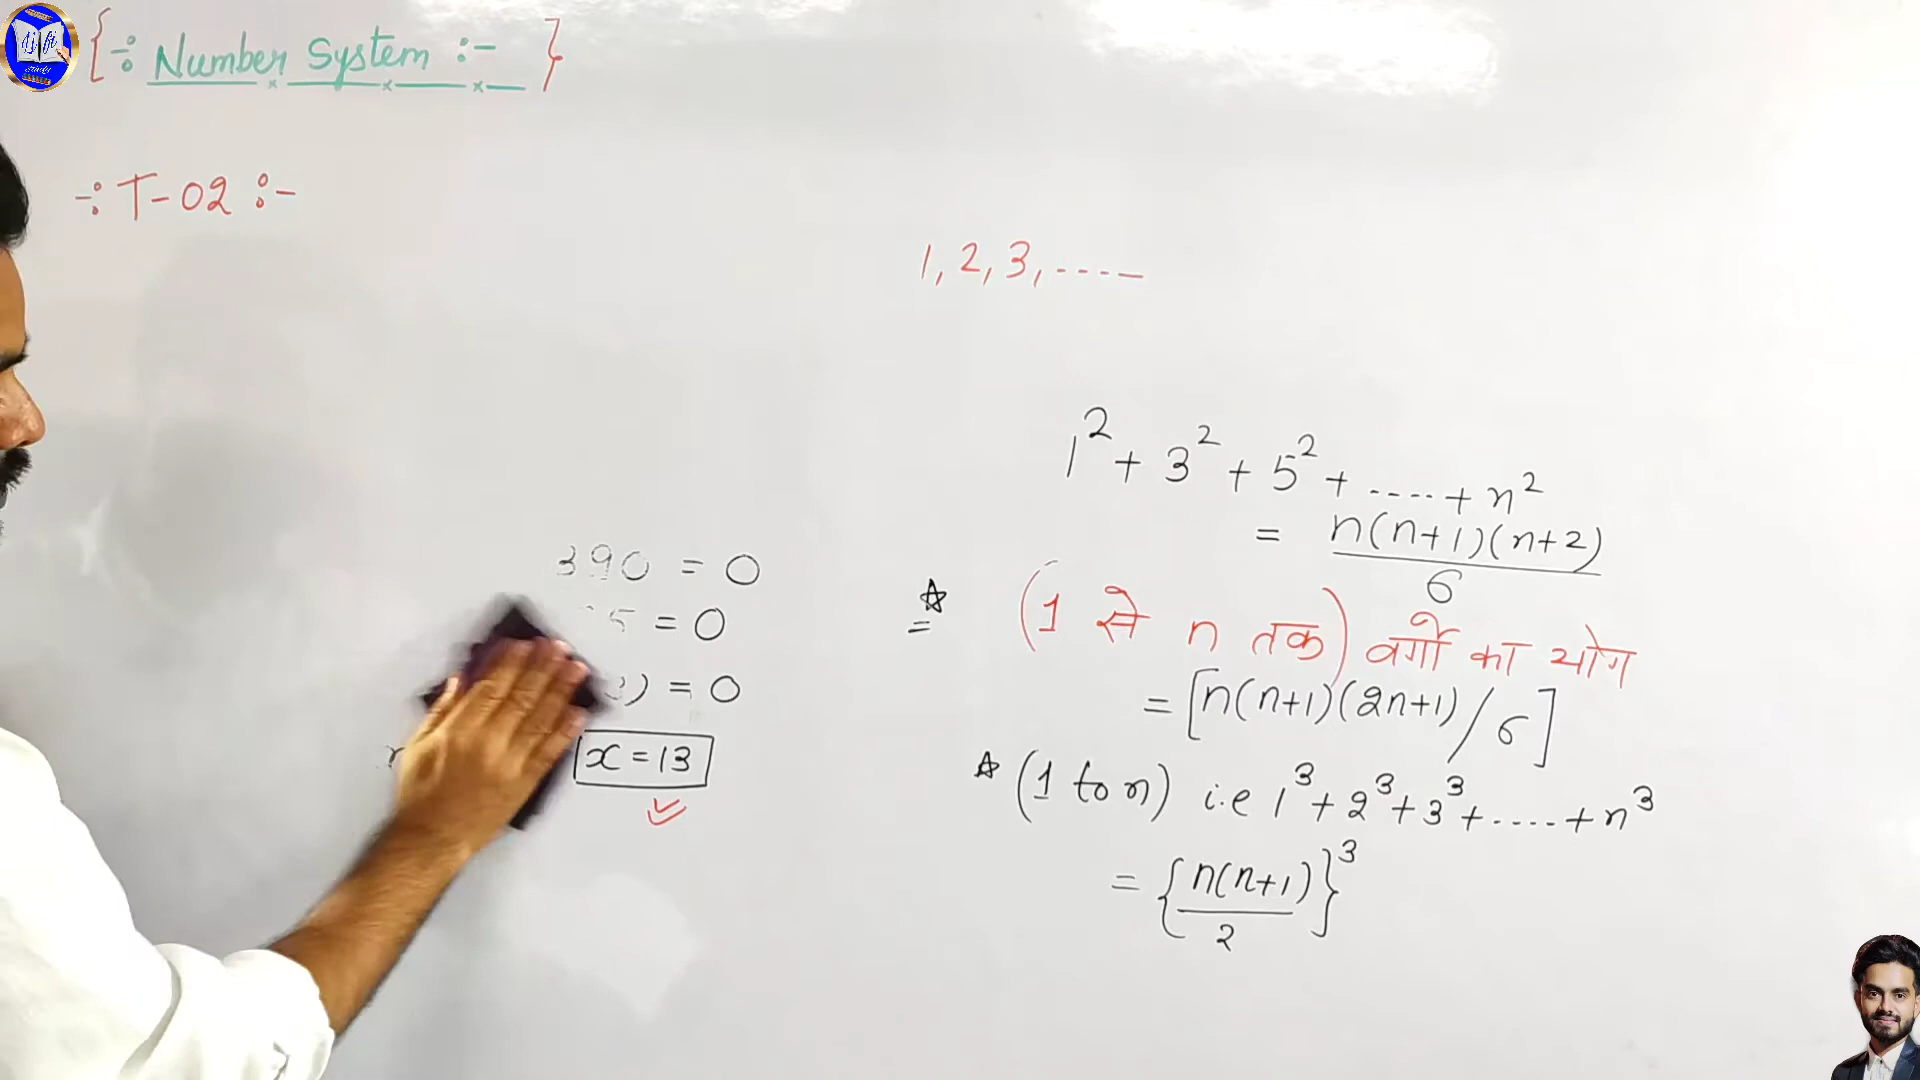 {÷ Number System :-}
÷ T-02 :-
1, 2, 3, -----
1² + 3² + 5² + ..... + n²
= n(n+1)(n+2)/6
390 = 0
5 = 0
) = 0
x = 13
☆ (1 से n तक) वर्गों का योग
= [n(n+1)(2n+1)/6]
☆ (1 to n) i.e 1³ + 2³ + 3³ + ..... + n³
= {n(n+1)/2}³